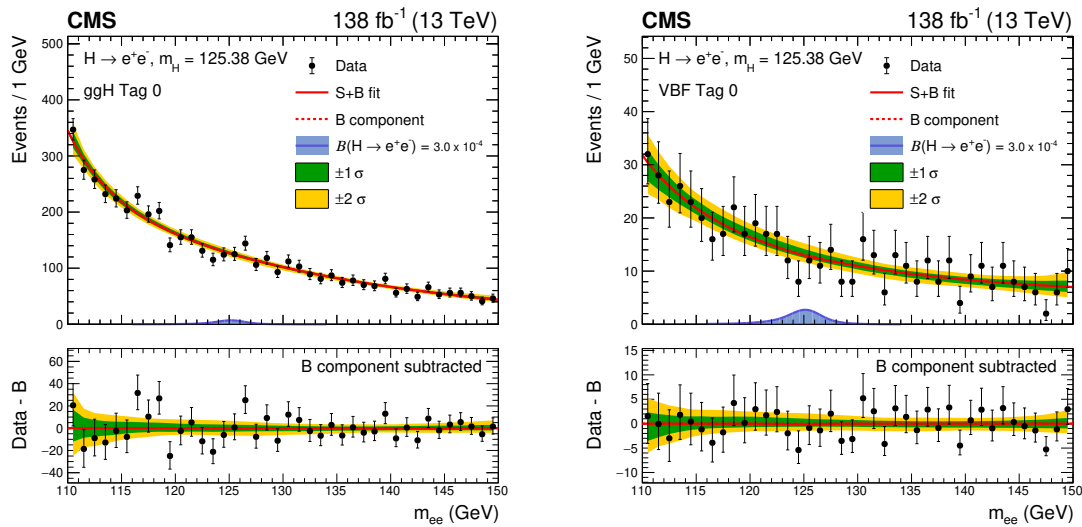 CMS 138 fb⁻¹ (13 TeV)
Events / 1 GeV
500
400
300
200
100
0
H → e⁺e⁻, m_H = 125.38 GeV
ggH Tag 0
Data
S+B fit
B component
B(H → e⁺e⁻) = 3.0 x 10⁻⁴
±1 σ
±2 σ
Data - B
60
40
20
0
−20
−40
B component subtracted
110 115 120 125 130 135 140 145 150
m_ee (GeV)
CMS 138 fb⁻¹ (13 TeV)
Events / 1 GeV
50
40
30
20
10
0
H → e⁺e⁻, m_H = 125.38 GeV
VBF Tag 0
Data
S+B fit
B component
B(H → e⁺e⁻) = 3.0 x 10⁻⁴
±1 σ
±2 σ
Data - B
15
10
5
0
−5
−10
B component subtracted
110 115 120 125 130 135 140 145 150
m_ee (GeV)